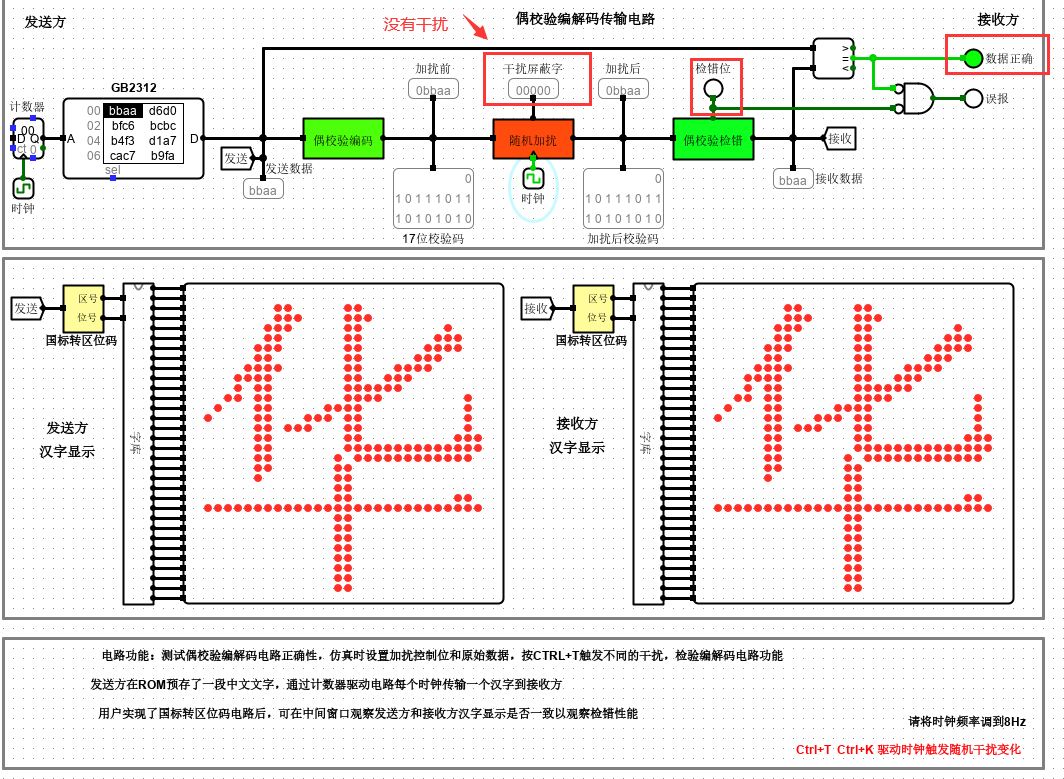 发送方
没有干扰
偶校验编解码传输电路
接收方
计数器
00
D Q
ct 0
时钟
GB2312
A
00 bbaa d6d0
02 bfc6 bcbc
04 b4f3 d1a7
06 cac7 b9fa
D
sel
发送
发送数据
bbaa
偶校验编码
加扰前
0bbaa
0
1 0 1 1 1 0 1 1
1 0 1 0 1 0 1 0
17位校验码
干扰屏蔽字
00000
随机加扰
时钟
加扰后
0bbaa
0
1 0 1 1 1 0 1 1
1 0 1 0 1 0 1 0
加扰后校验码
检错位
偶校验检错
>
=
<
接收
bbaa
接收数据
数据正确
误报
发送
区号
位号
国标转区位码
发送方
汉字显示
字库
华
接收
区号
位号
国标转区位码
接收方
汉字显示
字库
华
电路功能：测试偶校验编解码电路正确性，仿真时设置加扰控制位和原始数据，按CTRL+T触发不同的干扰，检验编解码电路功能
发送方在ROM预存了一段中文文字，通过计数器驱动电路每个时钟传输一个汉字到接收方
用户实现了国标转区位码电路后，可在中间窗口观察发送方和接收方汉字显示是否一致以观察检错性能
请将时钟频率调到8Hz
Ctrl+T Ctrl+K 驱动时钟触发随机干扰变化